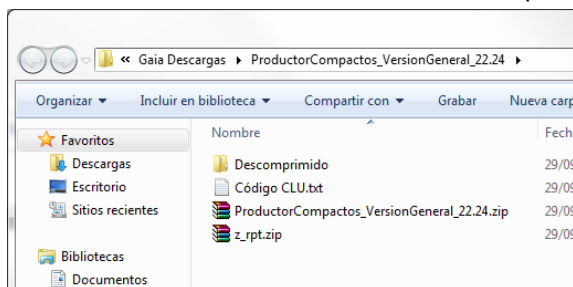 « Gaia Descargas ▸ ProductorCompactos_VersionGeneral_22.24 ▸
Organizar ▾ Incluir en biblioteca ▾ Compartir con ▾ Grabar Nueva carp
Favoritos
Descargas
Escritorio
Sitios recientes
Bibliotecas
Documentos
Nombre Fech
Descomprimido 29/09
Código CLU.txt 29/09
ProductorCompactos_VersionGeneral_22.24.zip 29/09
z_rpt.zip 29/09